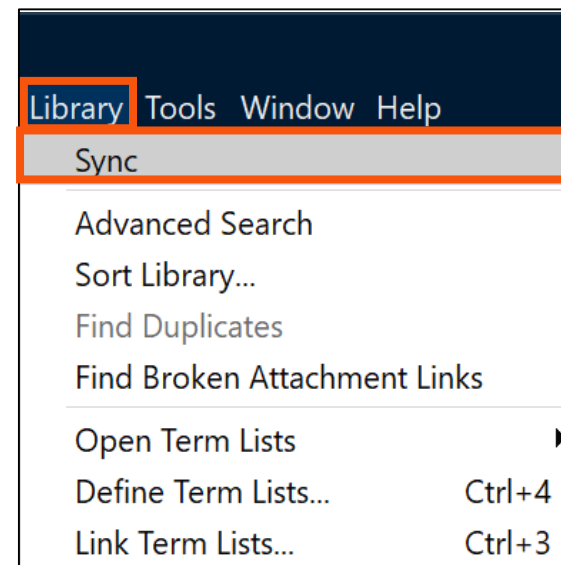 Library Tools Window Help
Sync
Advanced Search
Sort Library...
Find Duplicates
Find Broken Attachment Links
Open Term Lists
Define Term Lists... Ctrl+4
Link Term Lists... Ctrl+3